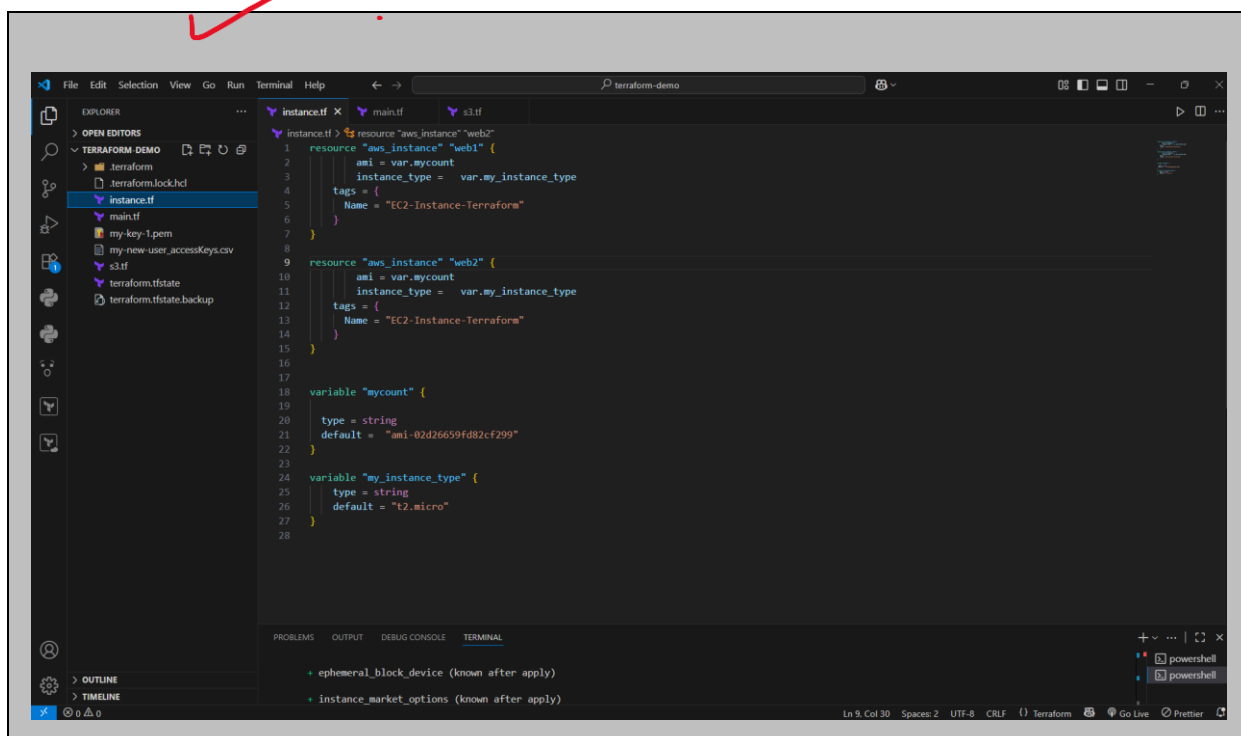 File Edit Selection View Go Run Terminal Help
terraform-demo
EXPLORER
instance.tf
main.tf
s3.tf
OPEN EDITORS
instance.tf > resource "aws_instance" "web2"
TERRAFORM-DEMO
.terraform
.terraform.lock.hcl
instance.tf
main.tf
my-key-1.pem
my-new-user_accessKeys.csv
s3.tf
terraform.tfstate
terraform.tfstate.backup
1 resource "aws_instance" "web1" {
2 ami = var.mycount
3 instance_type = var.my_instance_type
4 tags = {
5 Name = "EC2-Instance-Terraform"
6 }
7 }
8
9 resource "aws_instance" "web2" {
10 ami = var.mycount
11 instance_type = var.my_instance_type
12 tags = {
13 Name = "EC2-Instance-Terraform"
14 }
15 }
16
17
18 variable "mycount" {
19
20 type = string
21 default = "ami-02d26659fd82cf299"
22 }
23
24 variable "my_instance_type" {
25 type = string
26 default = "t2.micro"
27 }
28
PROBLEMS OUTPUT DEBUG CONSOLE TERMINAL
+ ephemeral_block_device (known after apply)
+ instance_market_options (known after apply)
powershell
powershell
OUTLINE
TIMELINE
0 0
Ln 9, Col 30 Spaces: 2 UTF-8 CRLF {} Terraform Go Live Prettier